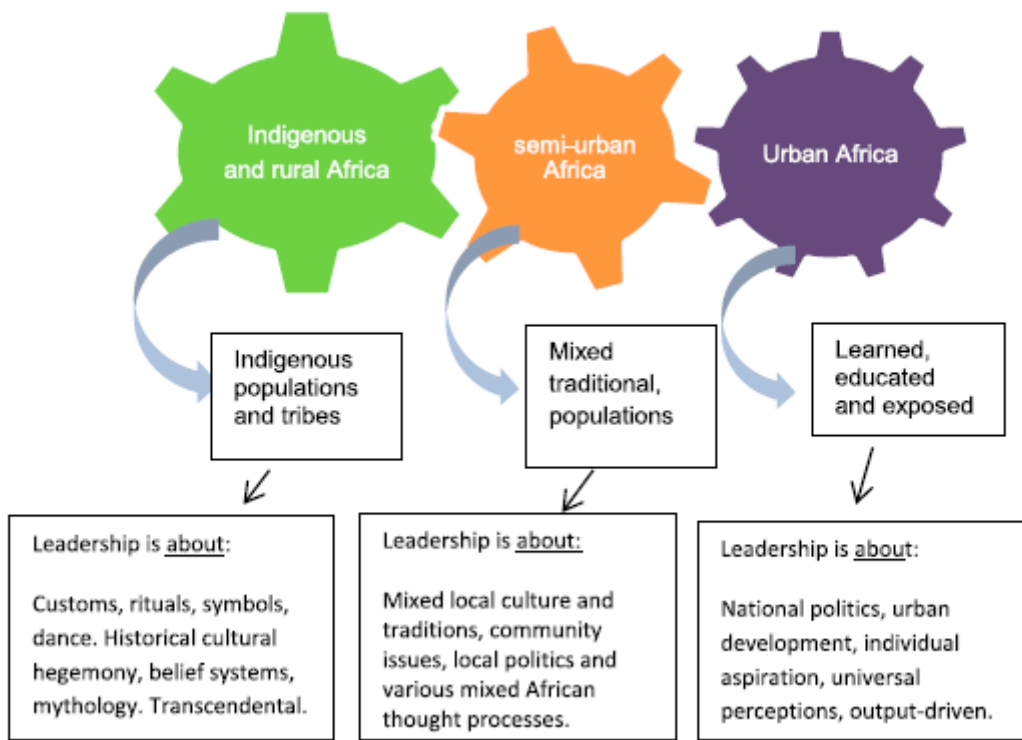 Indigenous
and rural Africa
semi-urban
Africa
Urban Africa
Indigenous
populations
and tribes
Mixed
traditional,
populations
Learned,
educated
and exposed
Leadership is about:
Customs, rituals, symbols,
dance. Historical cultural
hegemony, belief systems,
mythology. Transcendental.
Leadership is about:
Mixed local culture and
traditions, community
issues, local politics and
various mixed African
thought processes.
Leadership is about:
National politics, urban
development, individual
aspiration, universal
perceptions, output-driven.